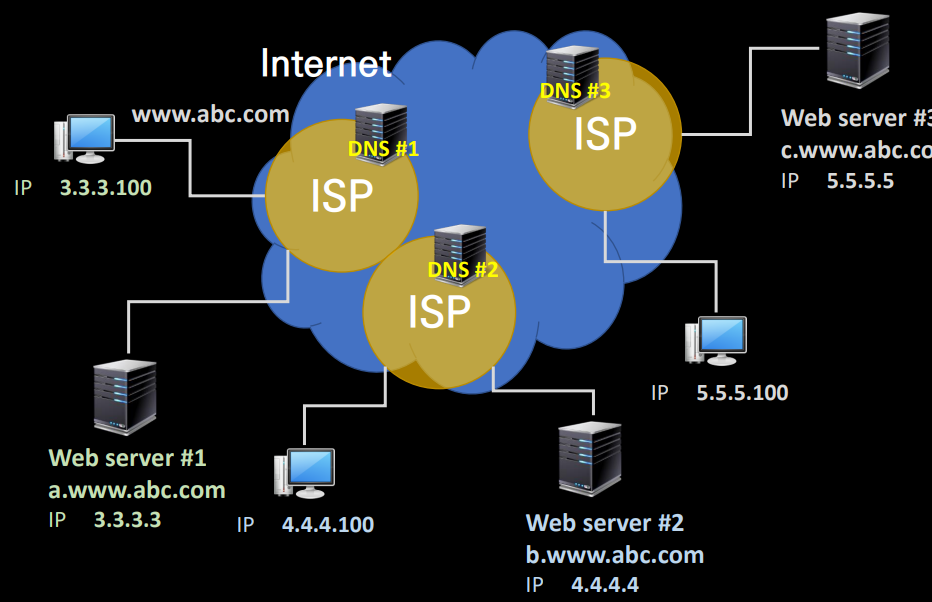 Internet
www.abc.com
DNS #1
ISP
IP 3.3.3.100
DNS #3
ISP
Web server #3
IP 5.5.5.5
DNS #2
ISP
IP 5.5.5.100
Web server #1
a.www.abc.com
IP 3.3.3.3
IP 4.4.4.100
Web server #2
b.www.abc.com
IP 4.4.4.4